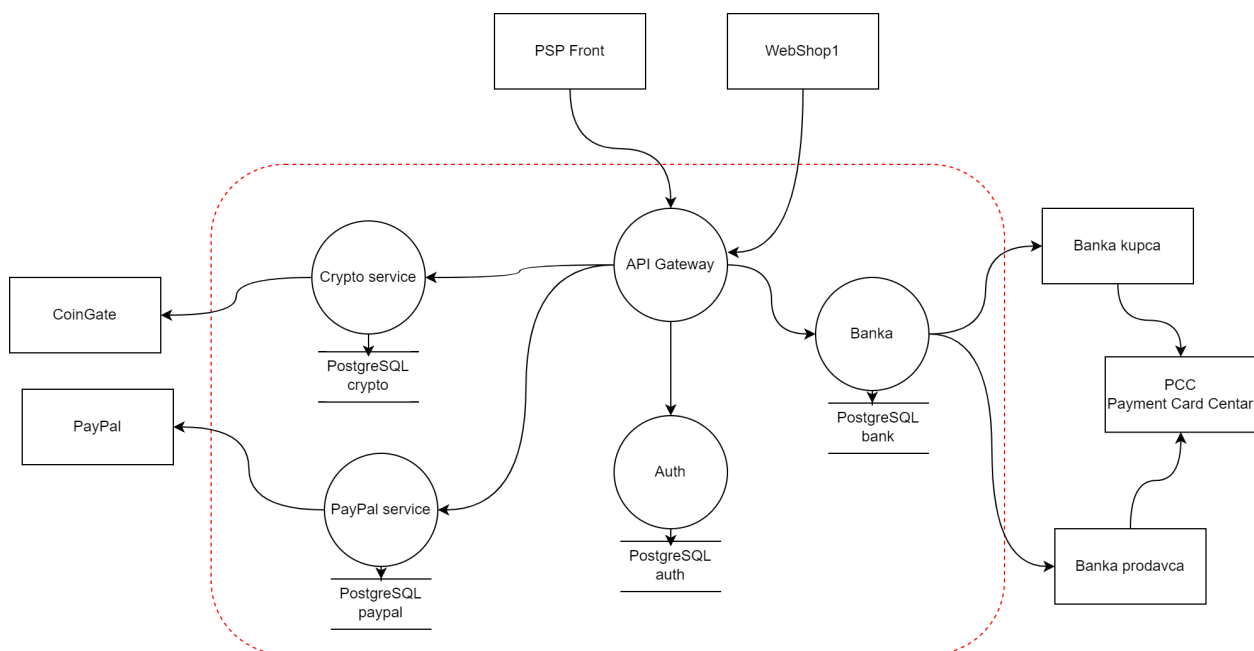 PSP Front
WebShop1
API Gateway
Crypto service
Banka kupca
CoinGate
Banka
PostgreSQL
crypto
PCC
Payment Card Centar
PostgreSQL
bank
PayPal
Auth
PayPal service
PostgreSQL
auth
Banka prodavca
PostgreSQL
paypal